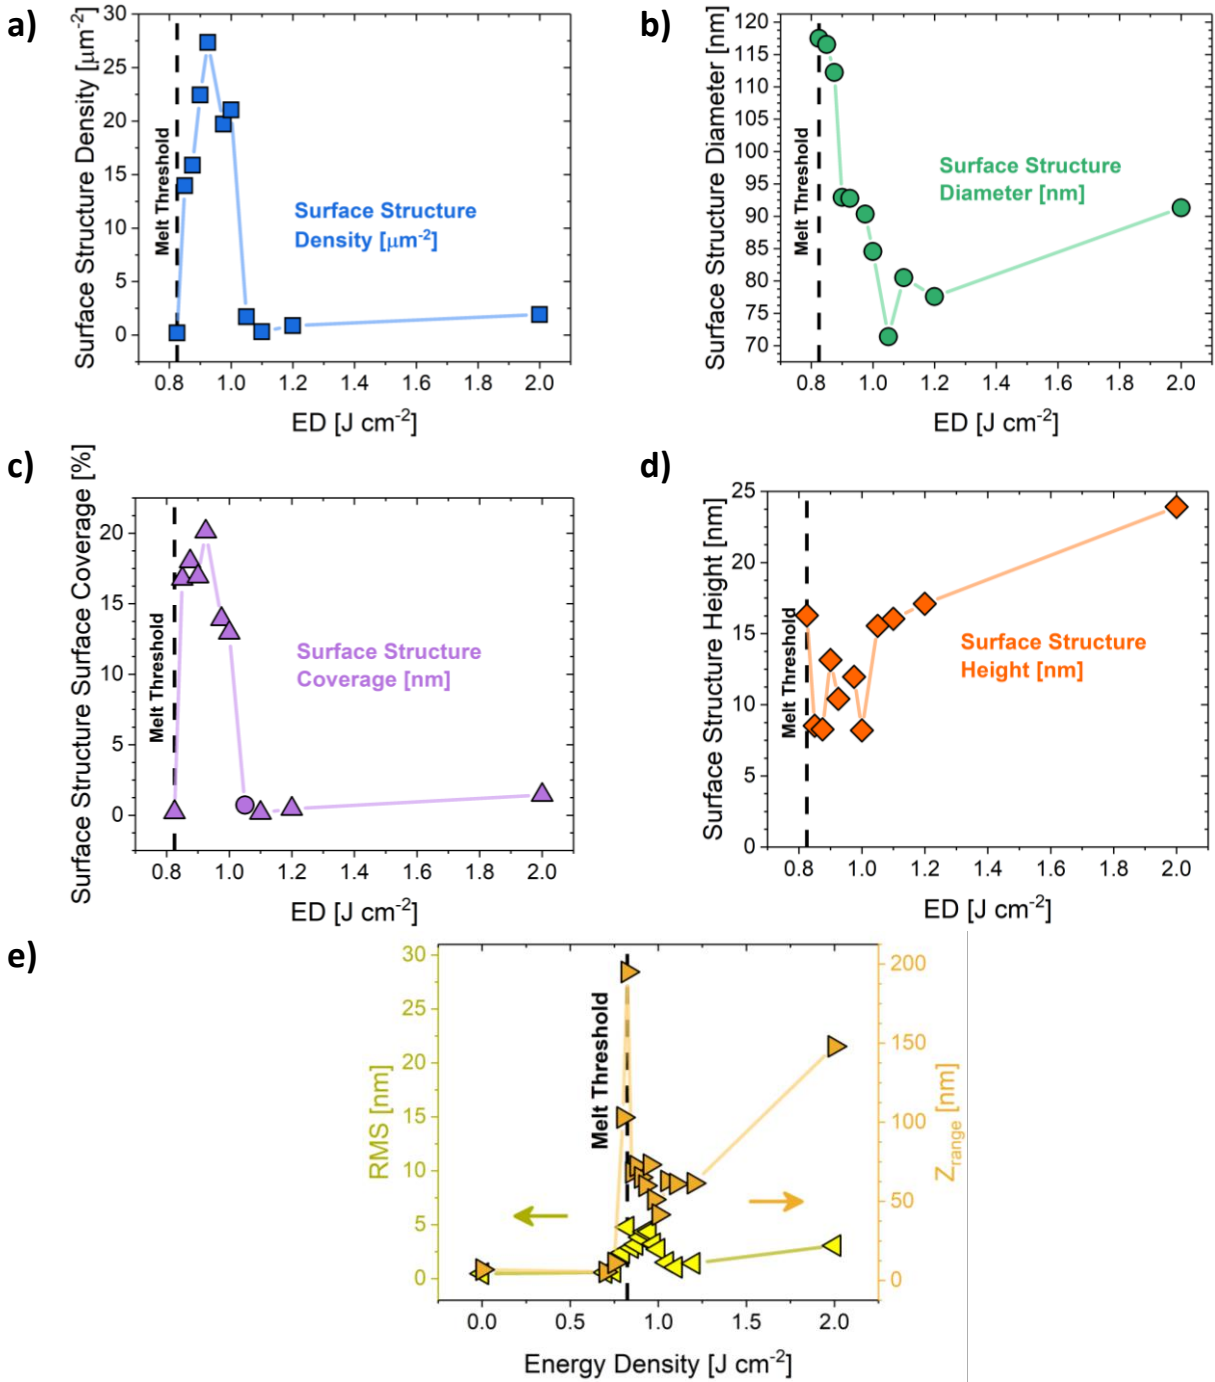 a)
Surface Structure Density [μm⁻²]
30
25
20
15
10
5
0
Melt Threshold
Surface Structure
Density [μm⁻²]
0.8 1.0 1.2 1.4 1.6 1.8 2.0
ED [J cm⁻²]
b)
Surface Structure Diameter [nm]
120
115
110
105
100
95
90
85
80
75
70
Melt Threshold
Surface Structure
Diameter [nm]
0.8 1.0 1.2 1.4 1.6 1.8 2.0
ED [J cm⁻²]
c)
Surface Structure Surface Coverage [%]
20
15
10
5
0
Melt Threshold
Surface Structure
Coverage [nm]
0.8 1.0 1.2 1.4 1.6 1.8 2.0
ED [J cm⁻²]
d)
Surface Structure Height [nm]
25
20
15
10
5
0
Melt Threshold
Surface Structure
Height [nm]
0.8 1.0 1.2 1.4 1.6 1.8 2.0
ED [J cm⁻²]
e)
RMS [nm]
30
25
20
15
10
5
0
Melt Threshold
200
150
100
50
0
Zrange [nm]
0.0 0.5 1.0 1.5 2.0
Energy Density [J cm⁻²]